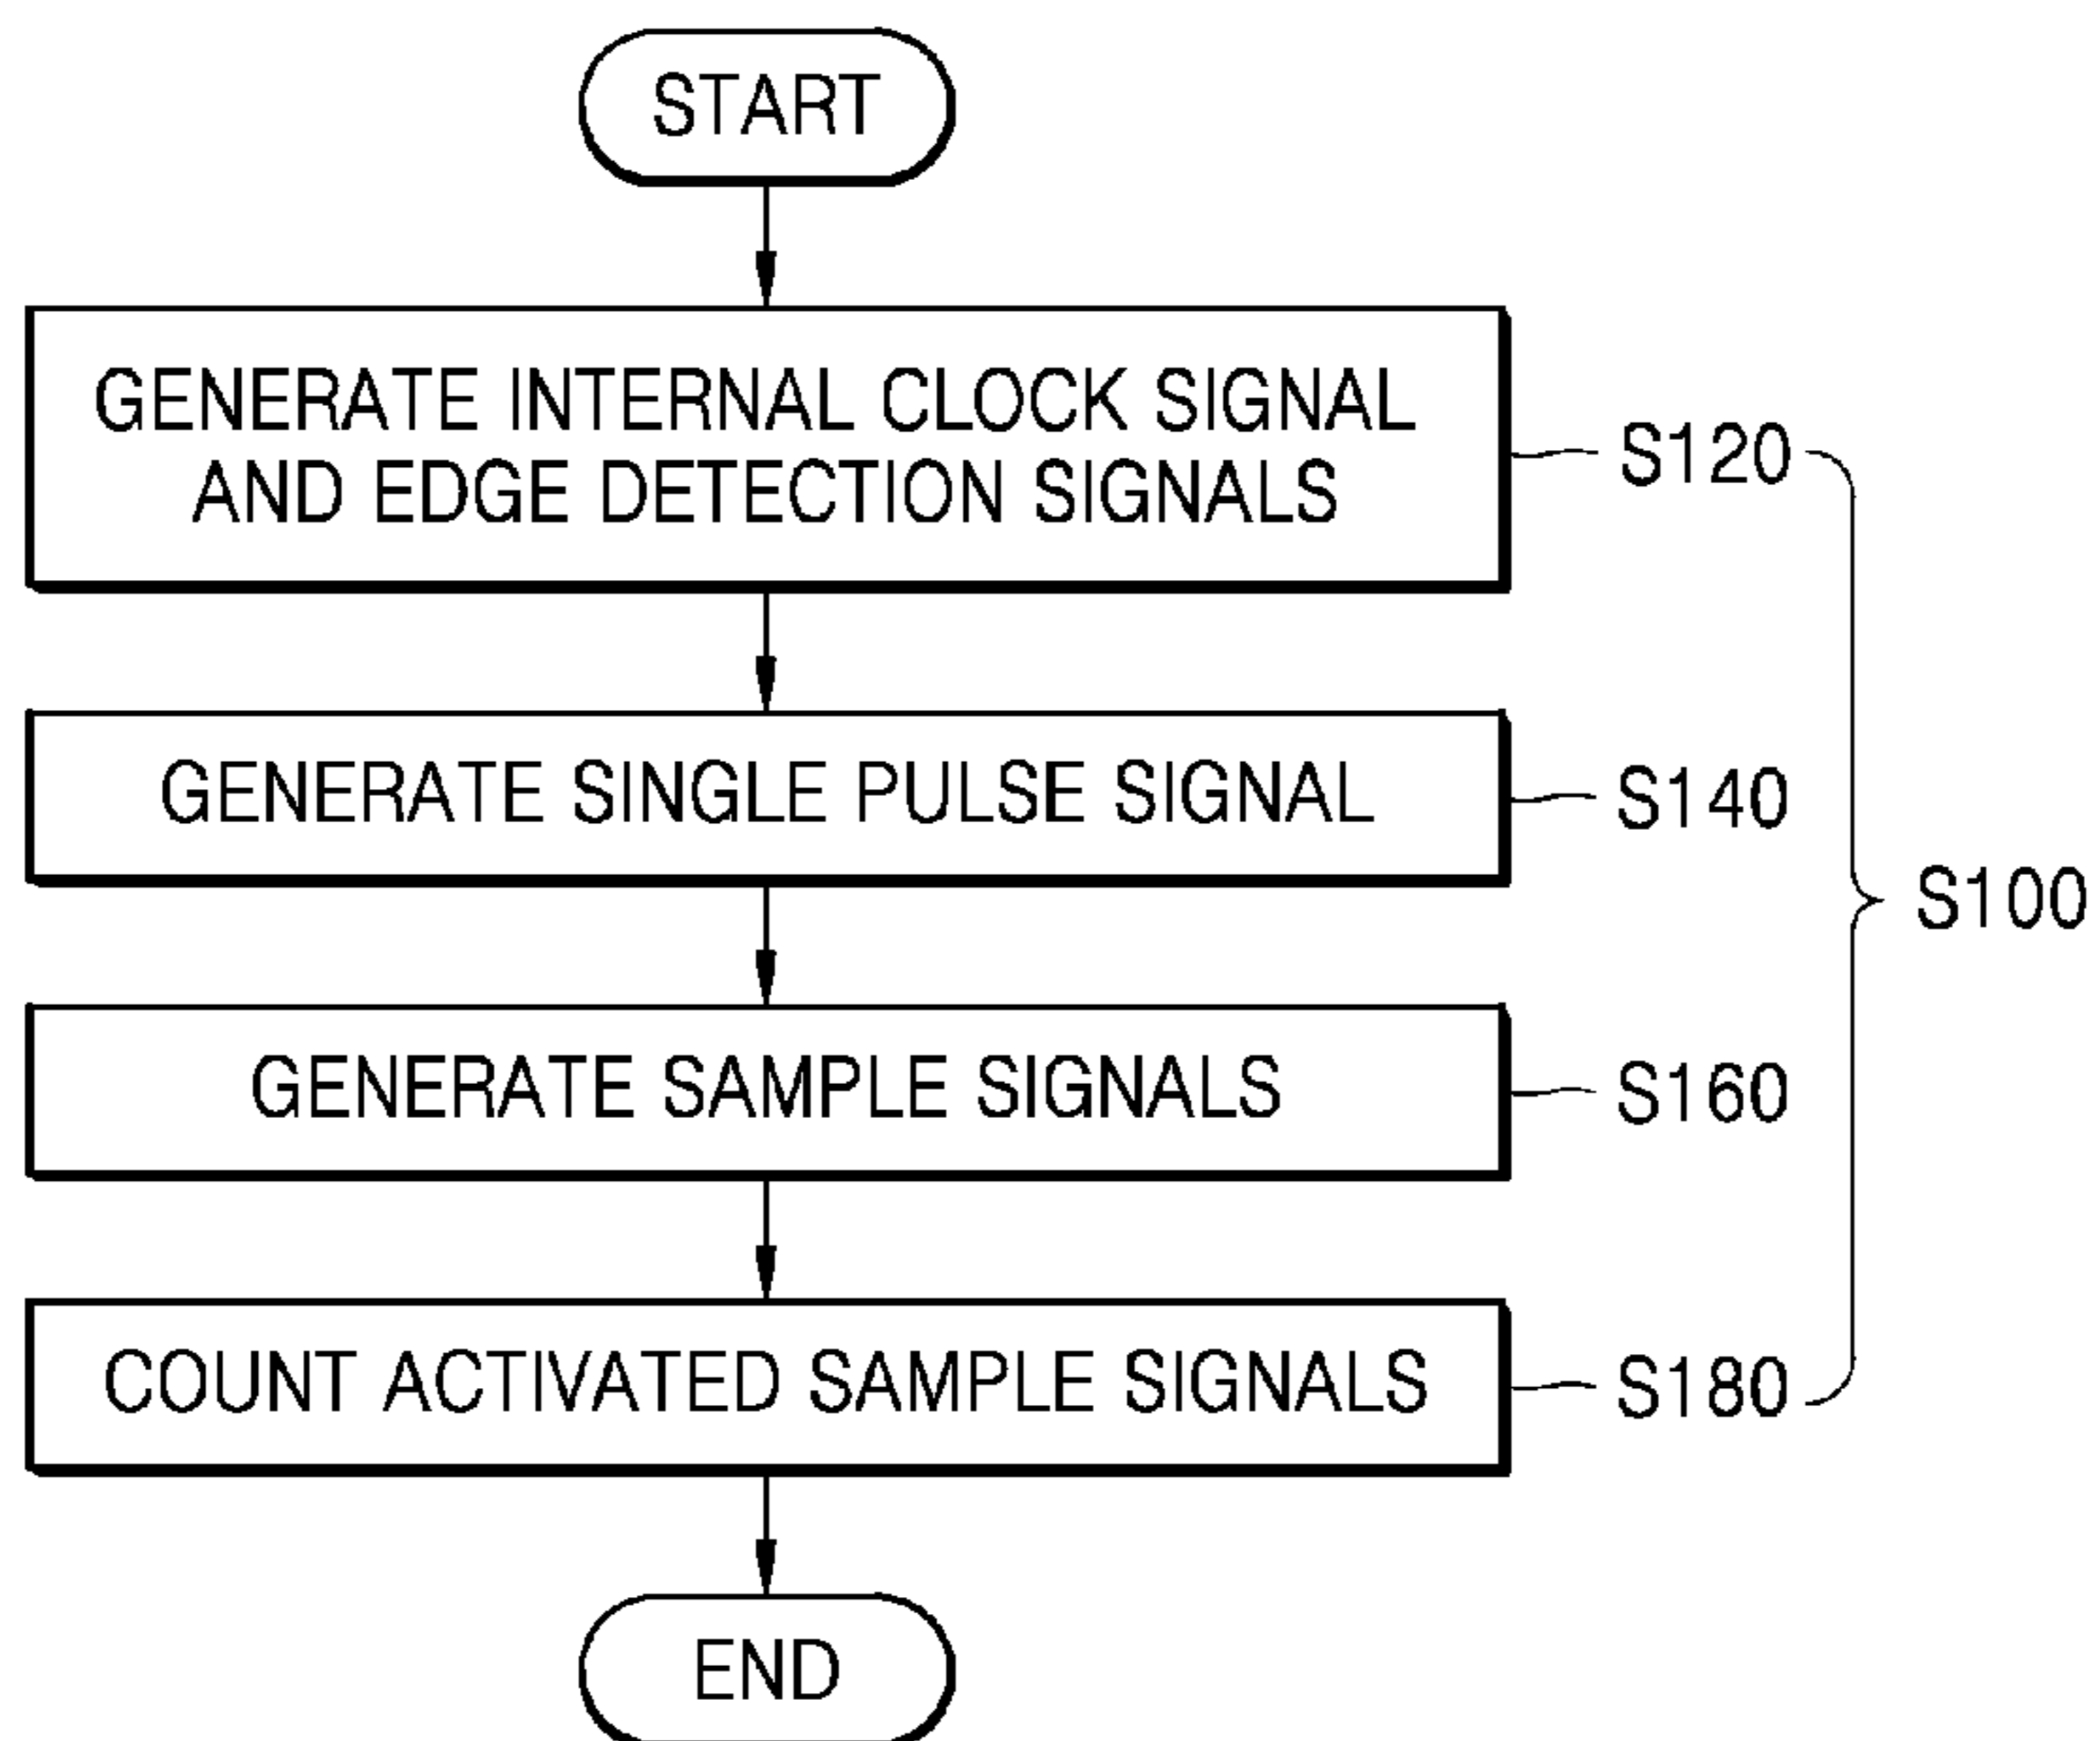 START
GENERATE INTERNAL CLOCK SIGNAL
AND EDGE DETECTION SIGNALS
S120
GENERATE SINGLE PULSE SIGNAL
S140
S100
GENERATE SAMPLE SIGNALS
S160
COUNT ACTIVATED SAMPLE SIGNALS
S180
END